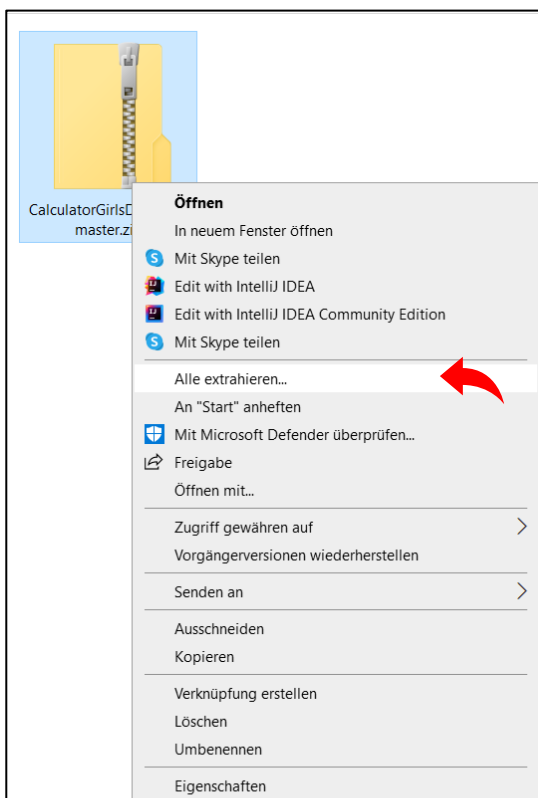 CalculatorGirlsD
master.zi
Öffnen
In neuem Fenster öffnen
Mit Skype teilen
Edit with IntelliJ IDEA
Edit with IntelliJ IDEA Community Edition
Mit Skype teilen
Alle extrahieren...
An "Start" anheften
Mit Microsoft Defender überprüfen...
Freigabe
Öffnen mit...
Zugriff gewähren auf
Vorgängerversionen wiederherstellen
Senden an
Ausschneiden
Kopieren
Verknüpfung erstellen
Löschen
Umbenennen
Eigenschaften